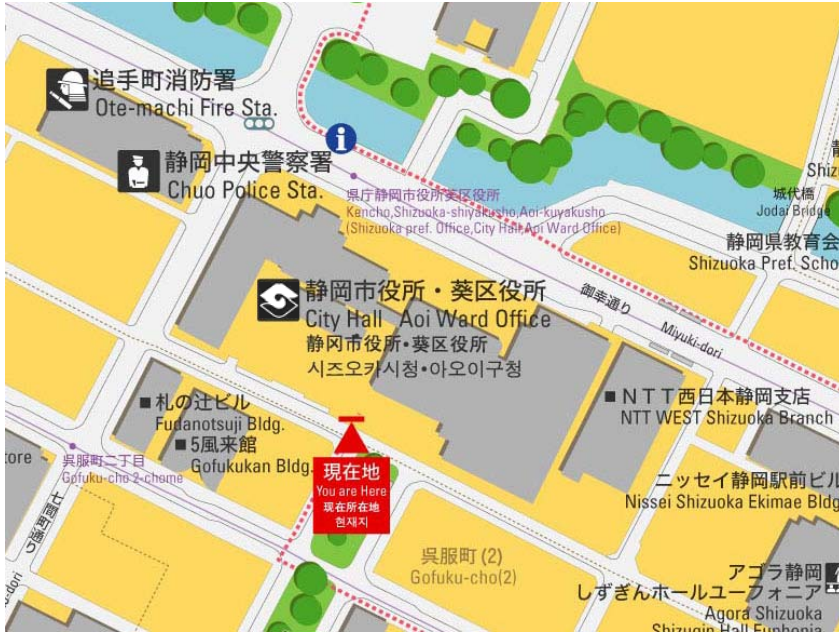 追手町消防署
Ote-machi Fire Sta.
静岡中央警察署
Chuo Police Sta.
県庁静岡市役所葵区役所
Kencho,Shizuoka-shiyakusho,Aoi-kuyakusho
(Shizuoka pref. Office,City Hall,Aoi Ward Office)
城代橋
Jodai Bridge
静岡県教育会
Shizuoka Pref. Scho
静岡市役所・葵区役所
City Hall Aoi Ward Office
静冈市役所·葵区役所
시즈오카시청•아오이구청
御幸通り
Miyuki-dori
■ 札の辻ビル
Fudanotsuji Bldg.
■ 5風来館
Gofukukan Bldg.
■ NTT西日本静岡支店
NTT WEST Shizuoka Branch
tore
呉服町二丁目
Gofuku-cho 2-chome
七間町通り
現在地
You are Here
现在所在地
현재지
ニッセイ静岡駅前ビル
Nissei Shizuoka Ekimae Bldg
呉服町 (2)
Gofuku-cho(2)
アゴラ静岡
しずぎんホールユーフォニア
Agora Shizuoka
Shizugin Hall Euphonia